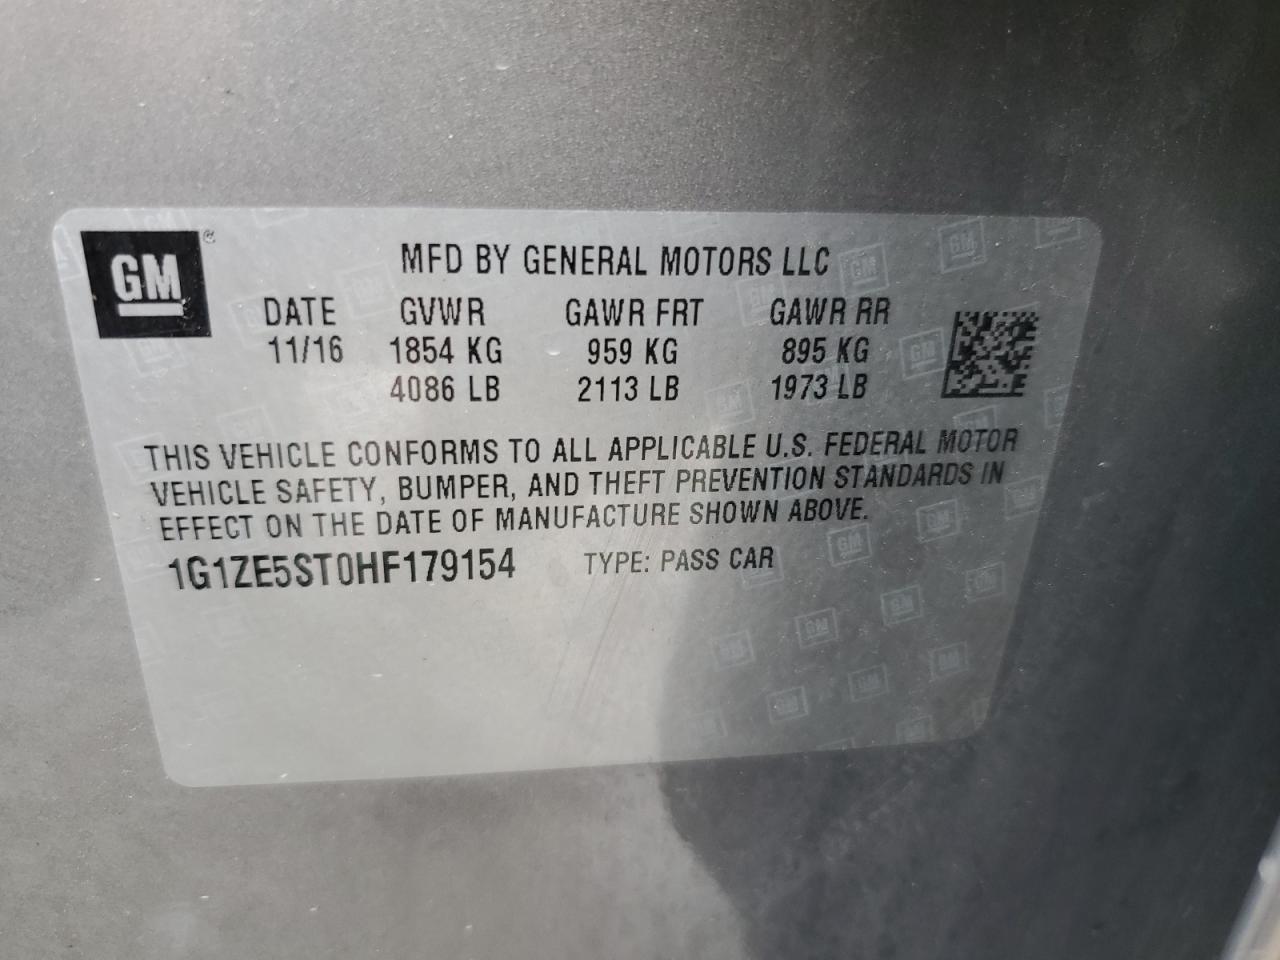 GM®
MFD BY GENERAL MOTORS LLC
DATE GVWR GAWR FRT GAWR RR
11/16 1854 KG 959 KG 895 KG
4086 LB 2113 LB 1973 LB
THIS VEHICLE CONFORMS TO ALL APPLICABLE U.S. FEDERAL MOTOR
VEHICLE SAFETY, BUMPER, AND THEFT PREVENTION STANDARDS IN
EFFECT ON THE DATE OF MANUFACTURE SHOWN ABOVE.
1G1ZE5ST0HF179154 TYPE: PASS CAR